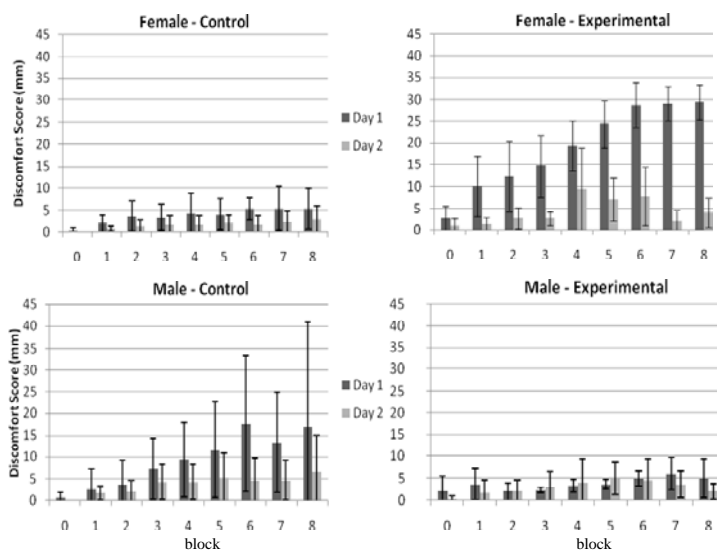 Female - Control
Female - Experimental
Discomfort Score (mm)
45
40
35
30
25
20
15
10
5
0
0 1 2 3 4 5 6 7 8
Day 1
Day 2
45
40
35
30
25
20
15
10
5
0
0 1 2 3 4 5 6 7 8
Male - Control
Male - Experimental
Discomfort Score (mm)
45
40
35
30
25
20
15
10
5
0
0 1 2 3 4 5 6 7 8
block
Day 1
Day 2
45
40
35
30
25
20
15
10
5
0
0 1 2 3 4 5 6 7 8
block